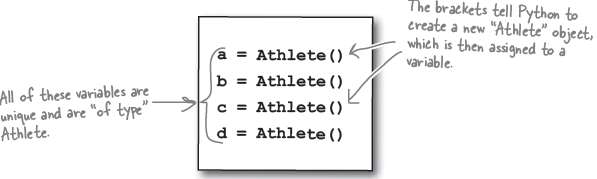 The brackets tell Python to
create a new "Athlete" object,
which is then assigned to a
variable.
a = Athlete()
b = Athlete()
c = Athlete()
d = Athlete()
All of these variables are
unique and are "of type"
Athlete.